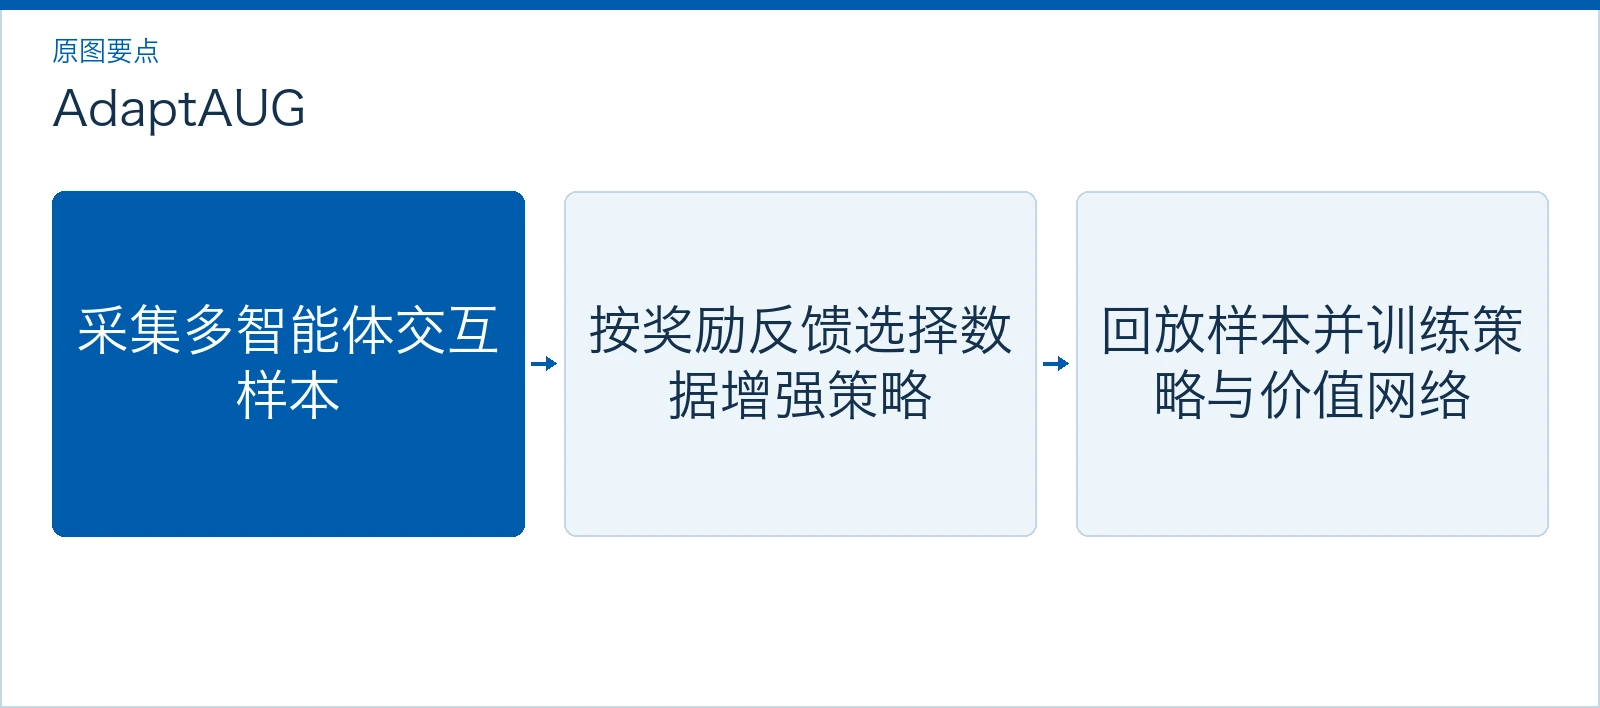 原图要点
AdaptAUG
采集多智能体交互
样本
按奖励反馈选择数
据增强策略
回放样本并训练策
略与价值网络